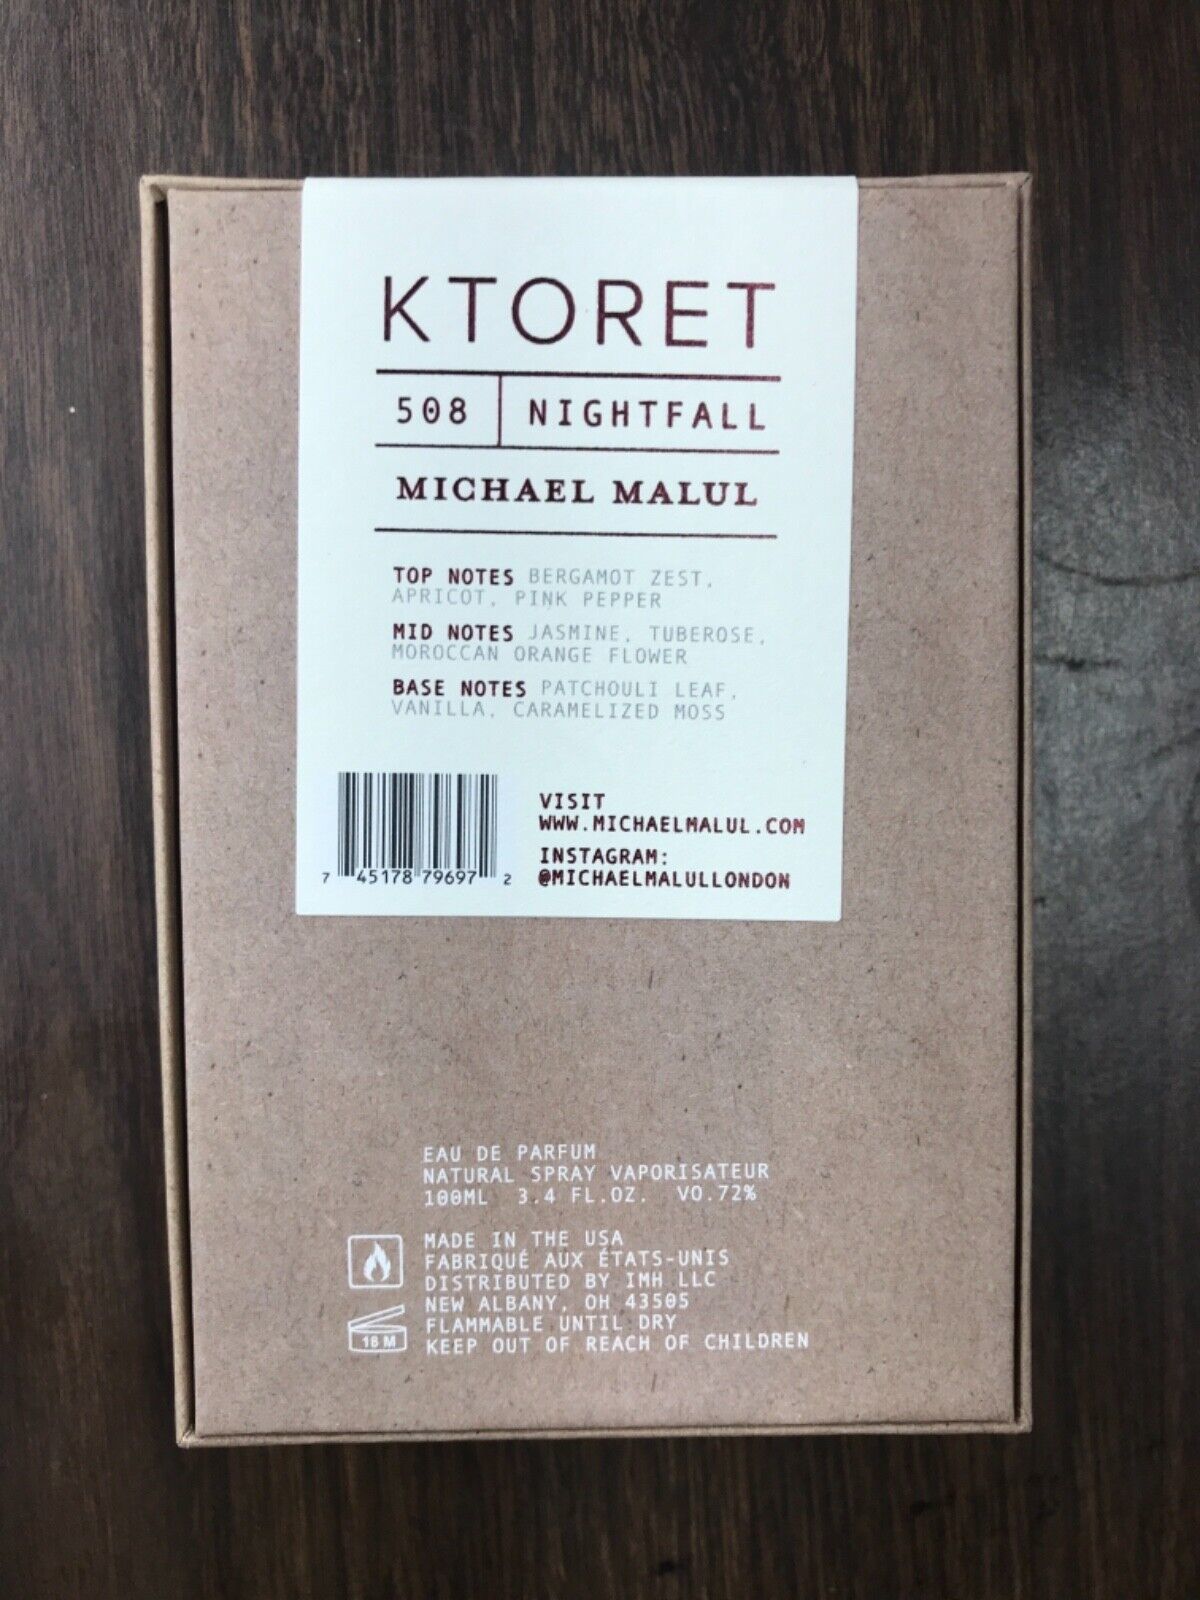 KTORET
508 NIGHTFALL
MICHAEL MALUL
TOP NOTES BERGAMOT ZEST,
APRICOT, PINK PEPPER
MID NOTES JASMINE, TUBEROSE,
MOROCCAN ORANGE FLOWER
BASE NOTES PATCHOULI LEAF,
VANILLA, CARAMELIZED MOSS
VISIT
WWW.MICHAELMALUL.COM
INSTAGRAM:
@MICHAELMALULLONDON
7 45178 79697 2
EAU DE PARFUM
NATURAL SPRAY VAPORISATEUR
100ML 3.4 FL.OZ. VO.72%
MADE IN THE USA
FABRIQUÉ AUX ÉTATS-UNIS
DISTRIBUTED BY IMH LLC
NEW ALBANY, OH 43505
FLAMMABLE UNTIL DRY
KEEP OUT OF REACH OF CHILDREN
18 M